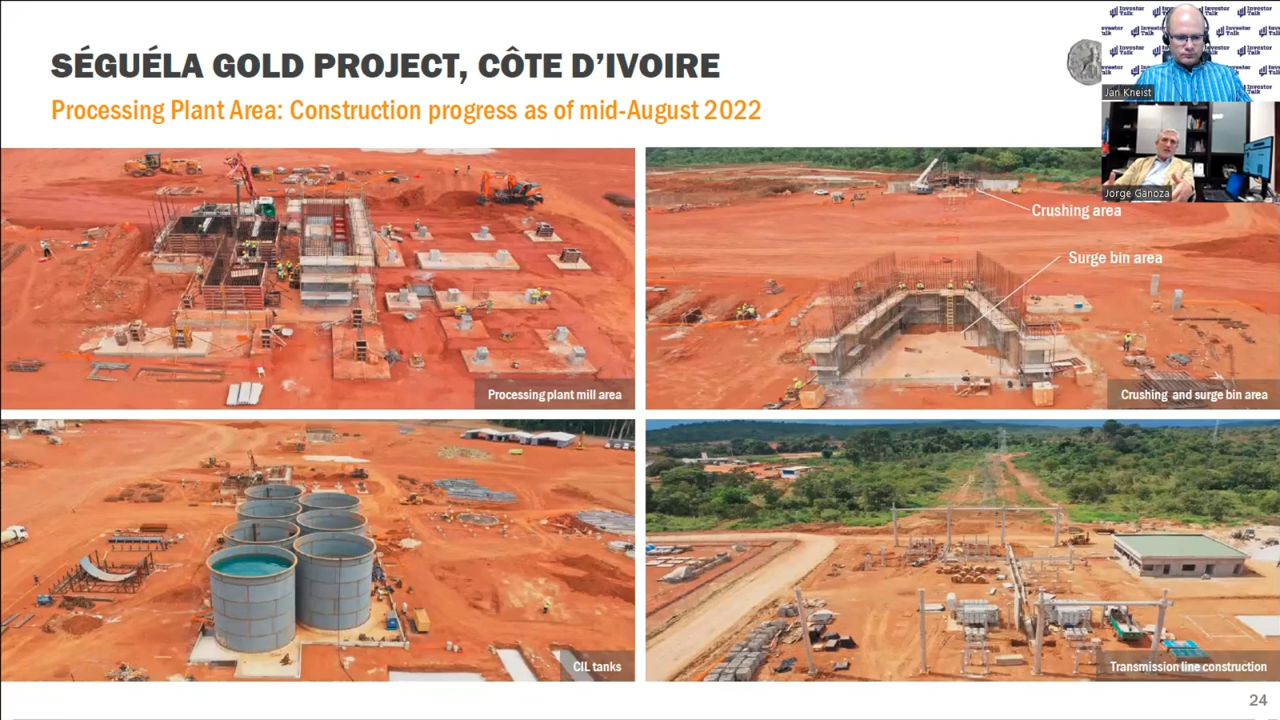 SÉGUÉLA GOLD PROJECT, CÔTE D'IVOIRE
Processing Plant Area: Construction progress as of mid-August 2022
Investor Talk
Jan Kneist
Jorge Ganoza
Crushing area
Surge bin area
Processing plant mill area
Crushing and surge bin area
CIL tanks
Transmission line construction
24